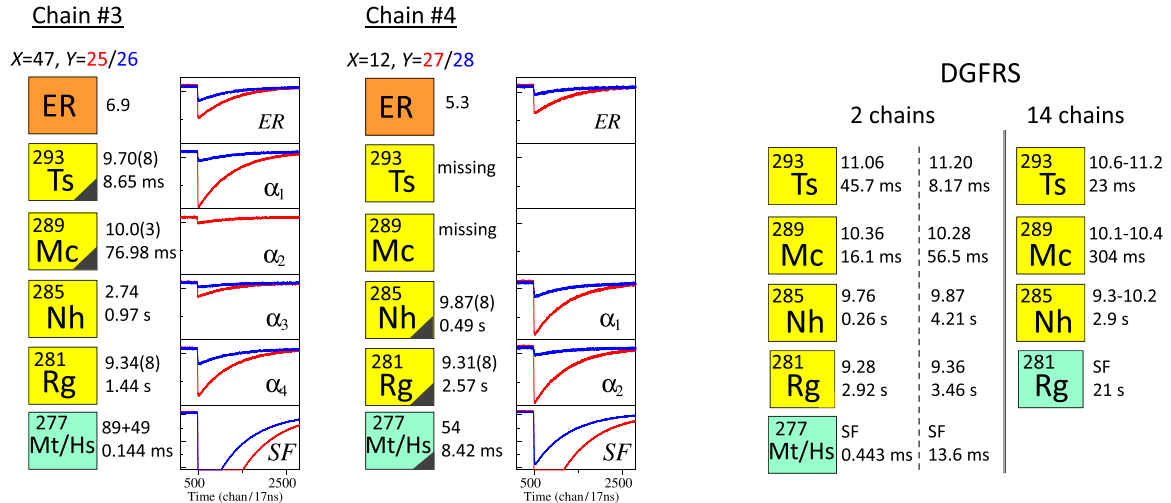 Chain #3
X=47, Y=25/26
ER
6.9
ER
293
Ts
9.70(8)
8.65 ms
α1
289
Mc
10.0(3)
76.98 ms
α2
285
Nh
2.74
0.97 s
α3
281
Rg
9.34(8)
1.44 s
α4
277
Mt/Hs
89+49
0.144 ms
SF
500 2500
Time (chan/17ns)
Chain #4
X=12, Y=27/28
ER
5.3
ER
293
Ts
missing
289
Mc
missing
285
Nh
9.87(8)
0.49 s
α1
281
Rg
9.31(8)
2.57 s
α2
277
Mt/Hs
54
8.42 ms
SF
500 2500
Time (chan/17ns)
DGFRS
2 chains
293
Ts
11.06 11.20
45.7 ms 8.17 ms
289
Mc
10.36 10.28
16.1 ms 56.5 ms
285
Nh
9.76 9.87
0.26 s 4.21 s
281
Rg
9.28 9.36
2.92 s 3.46 s
277
Mt/Hs
SF SF
0.443 ms 13.6 ms
14 chains
293
Ts
10.6-11.2
23 ms
289
Mc
10.1-10.4
304 ms
285
Nh
9.3-10.2
2.9 s
281
Rg
SF
21 s